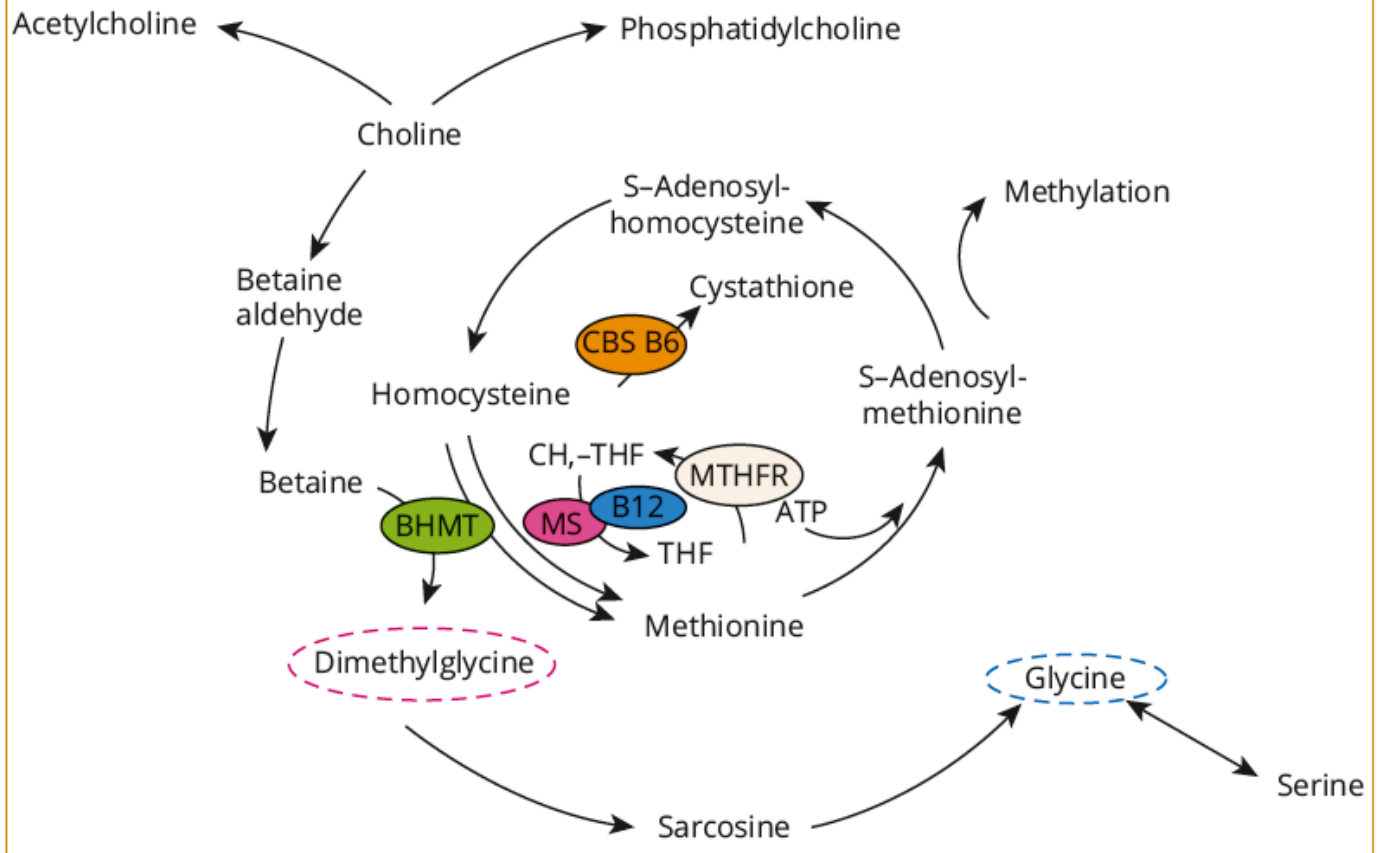 Acetylcholine
Phosphatidylcholine
Choline
S–Adenosyl-
homocysteine
Methylation
Betaine
aldehyde
Cystathione
CBS B6
Homocysteine
S–Adenosyl-
methionine
CH,–THF
MTHFR
Betaine
BHMT
MS
B12
ATP
THF
Methionine
Dimethylglycine
Glycine
Serine
Sarcosine